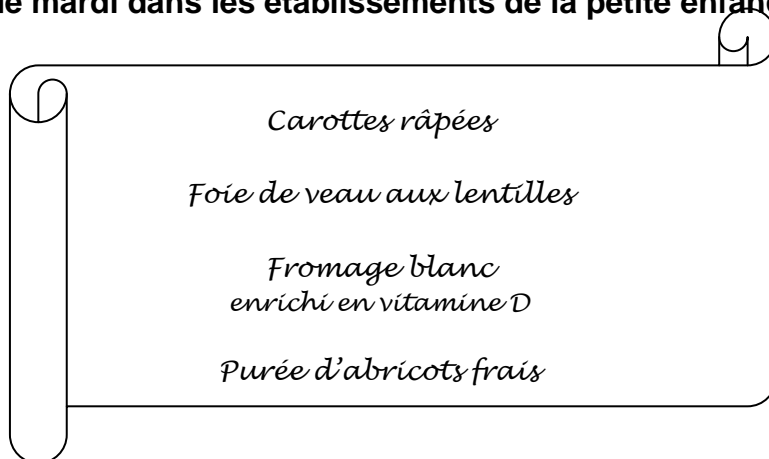 le mardi dans les établissements de la petite enfan
Carottes râpées
Foie de veau aux lentilles
Fromage blanc
enrichi en vitamine D
Purée d'abricots frais